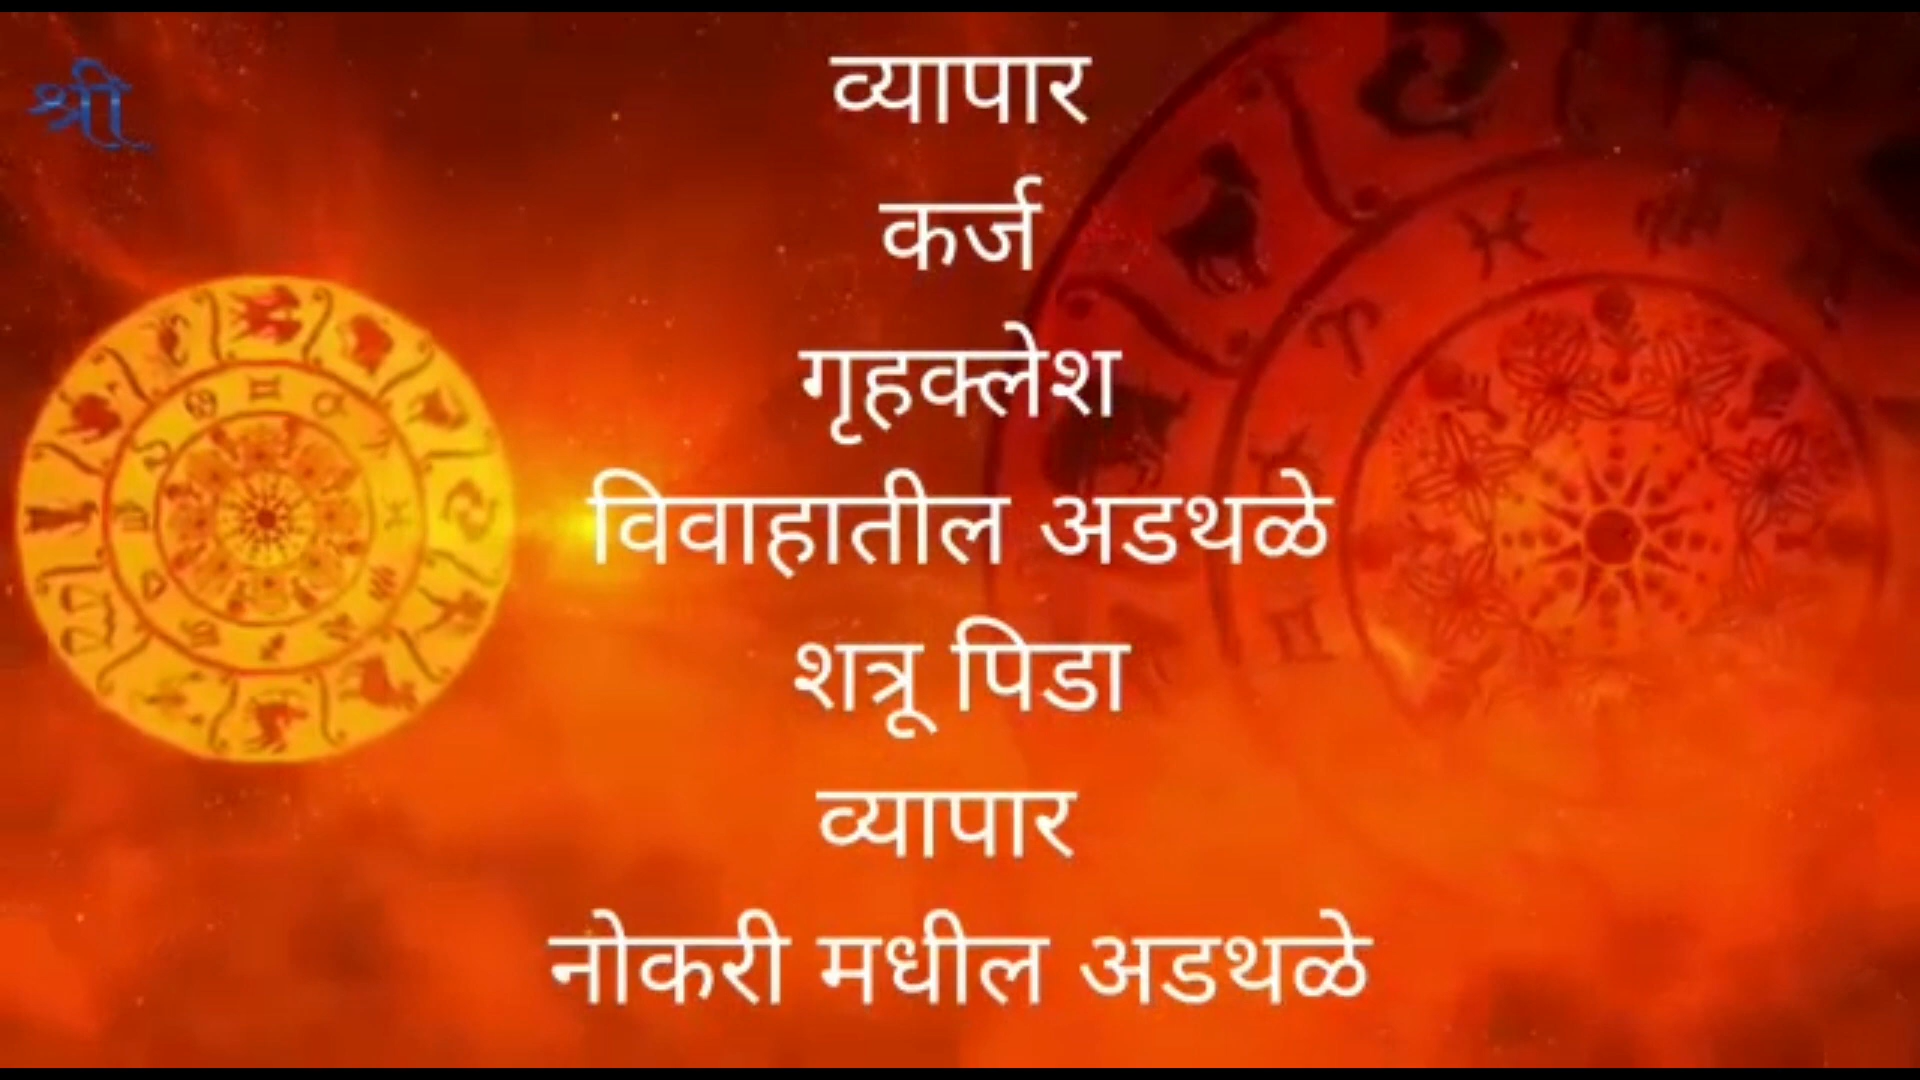 श्री
व्यापार
कर्ज
गृहक्लेश
विवाहातील अडथळे
शत्रू पिडा
व्यापार
नोकरी मधील अडथळे